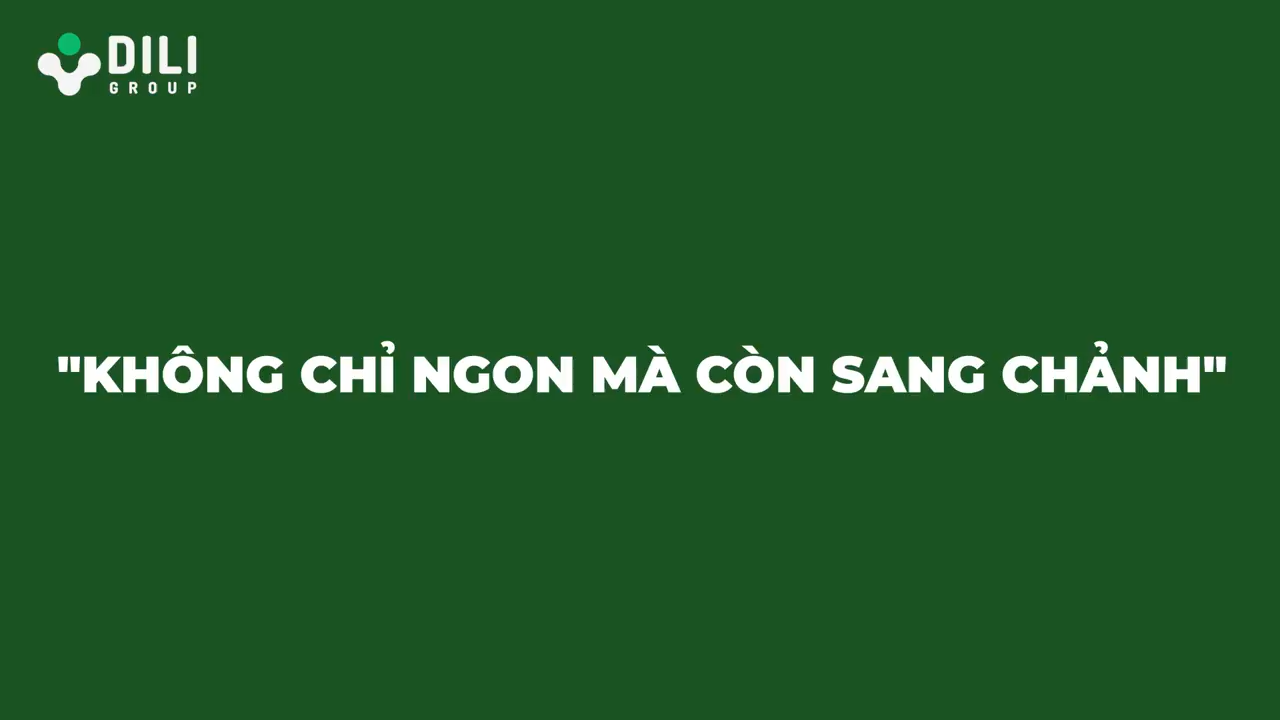 DILI
GROUP
"KHÔNG CHỈ NGON MÀ CÒN SANG CHẢNH"